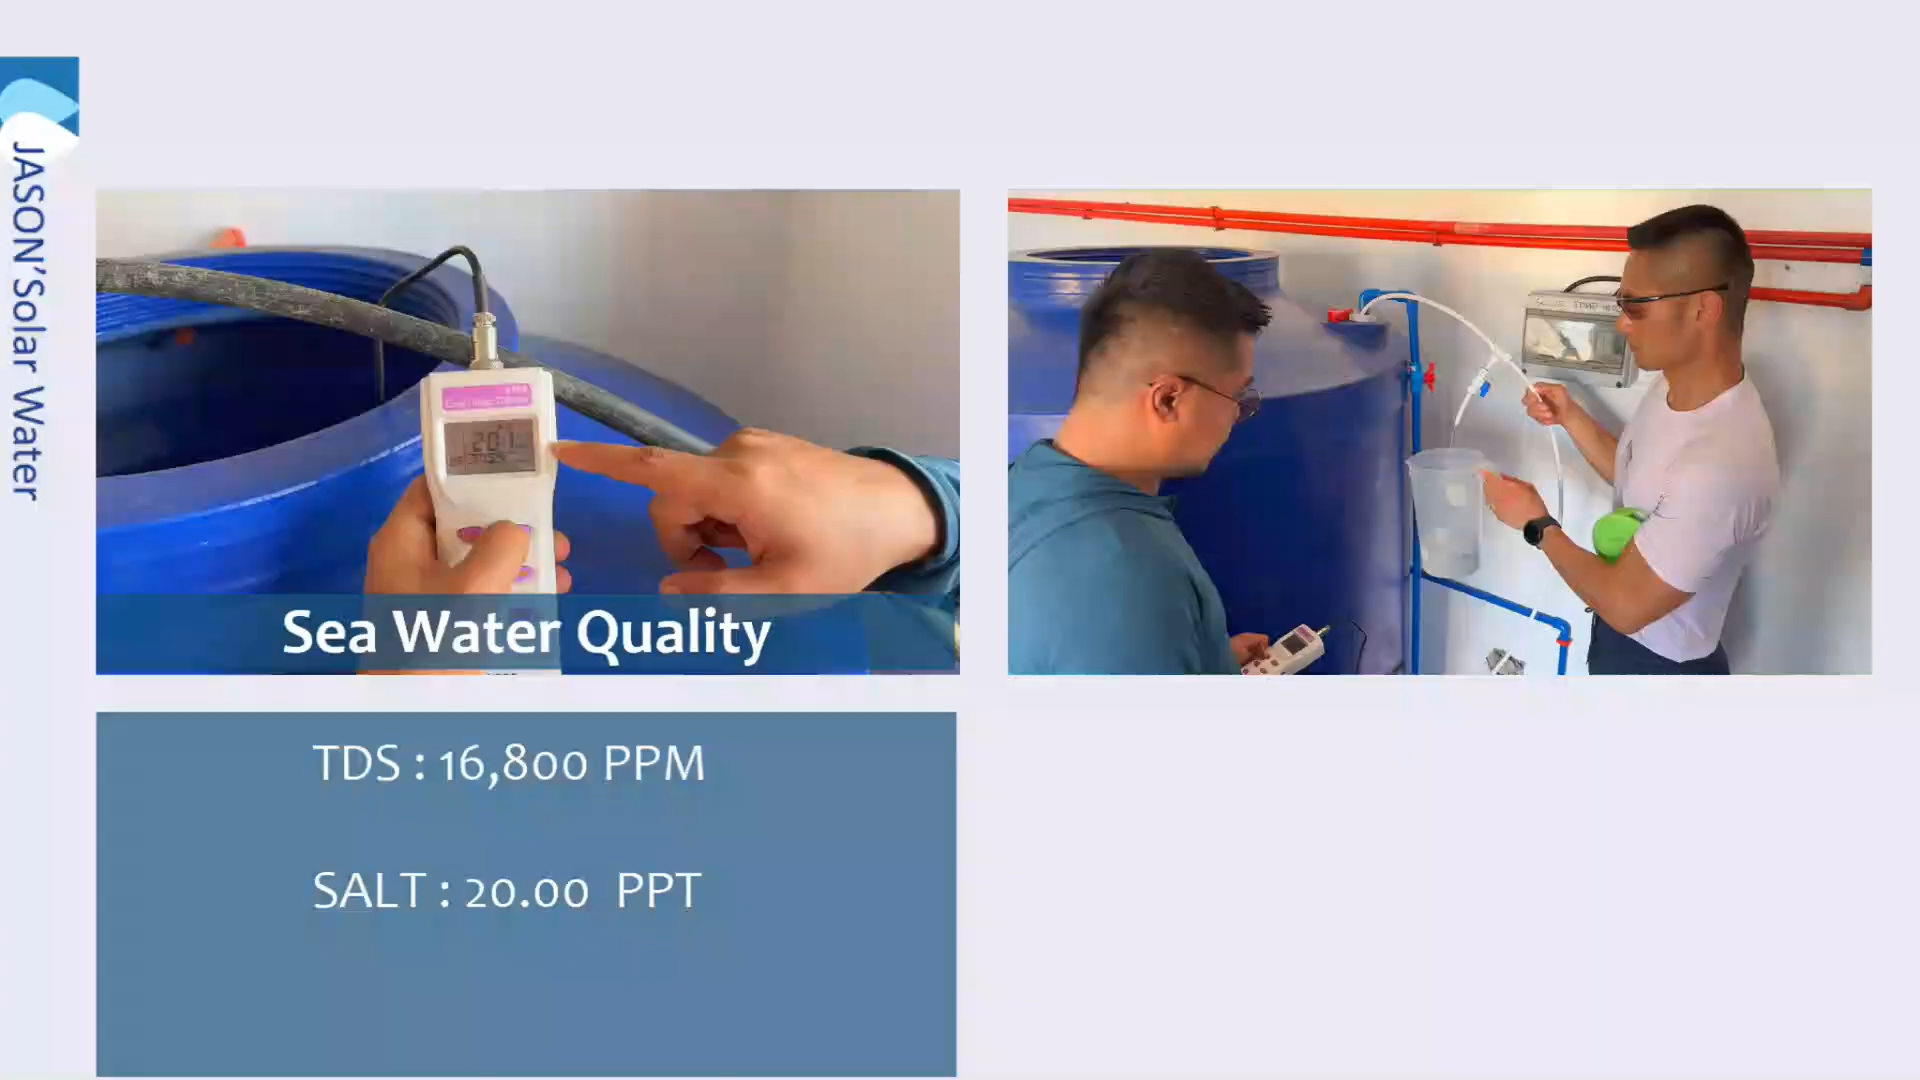 JASON'Solar Water
Sea Water Quality
TDS : 16,800 PPM
SALT : 20.00 PPT